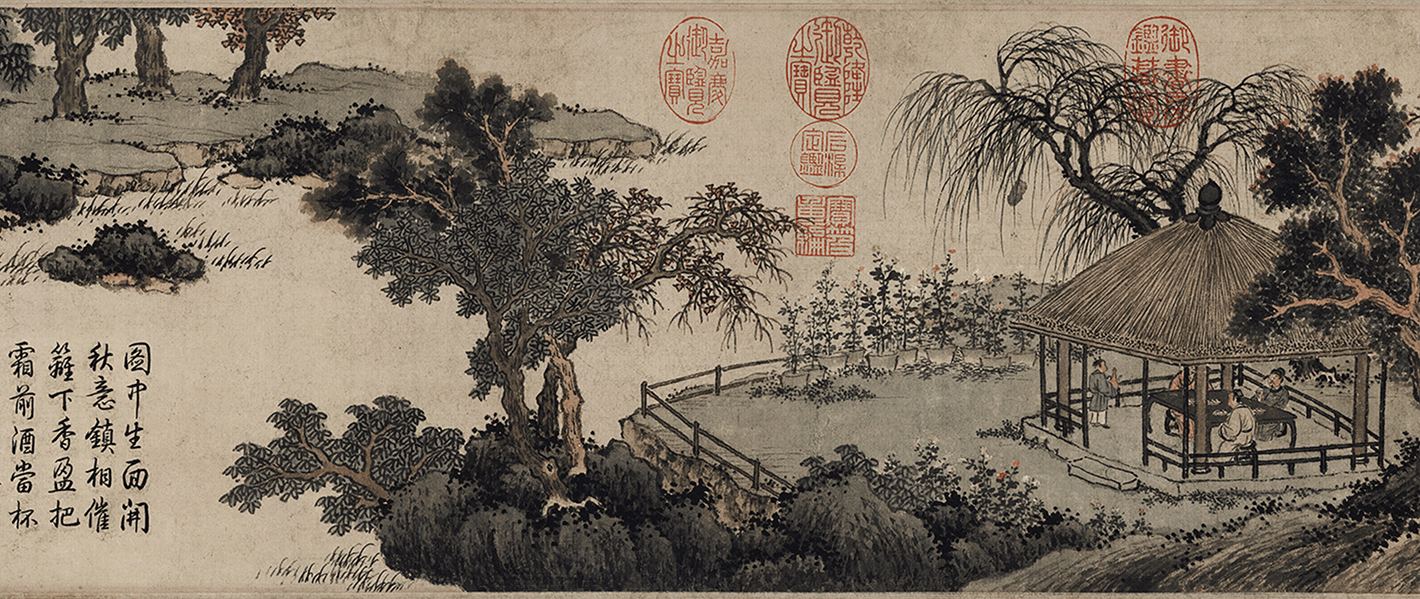 御書房
鑑藏寶
乾隆
御覽
之寶
石渠
定鑑
寶笈
重編
嘉慶
御覽
之寶
圖中生面開
秋意鎮相催
籬下香盈把
霜前酒當杯